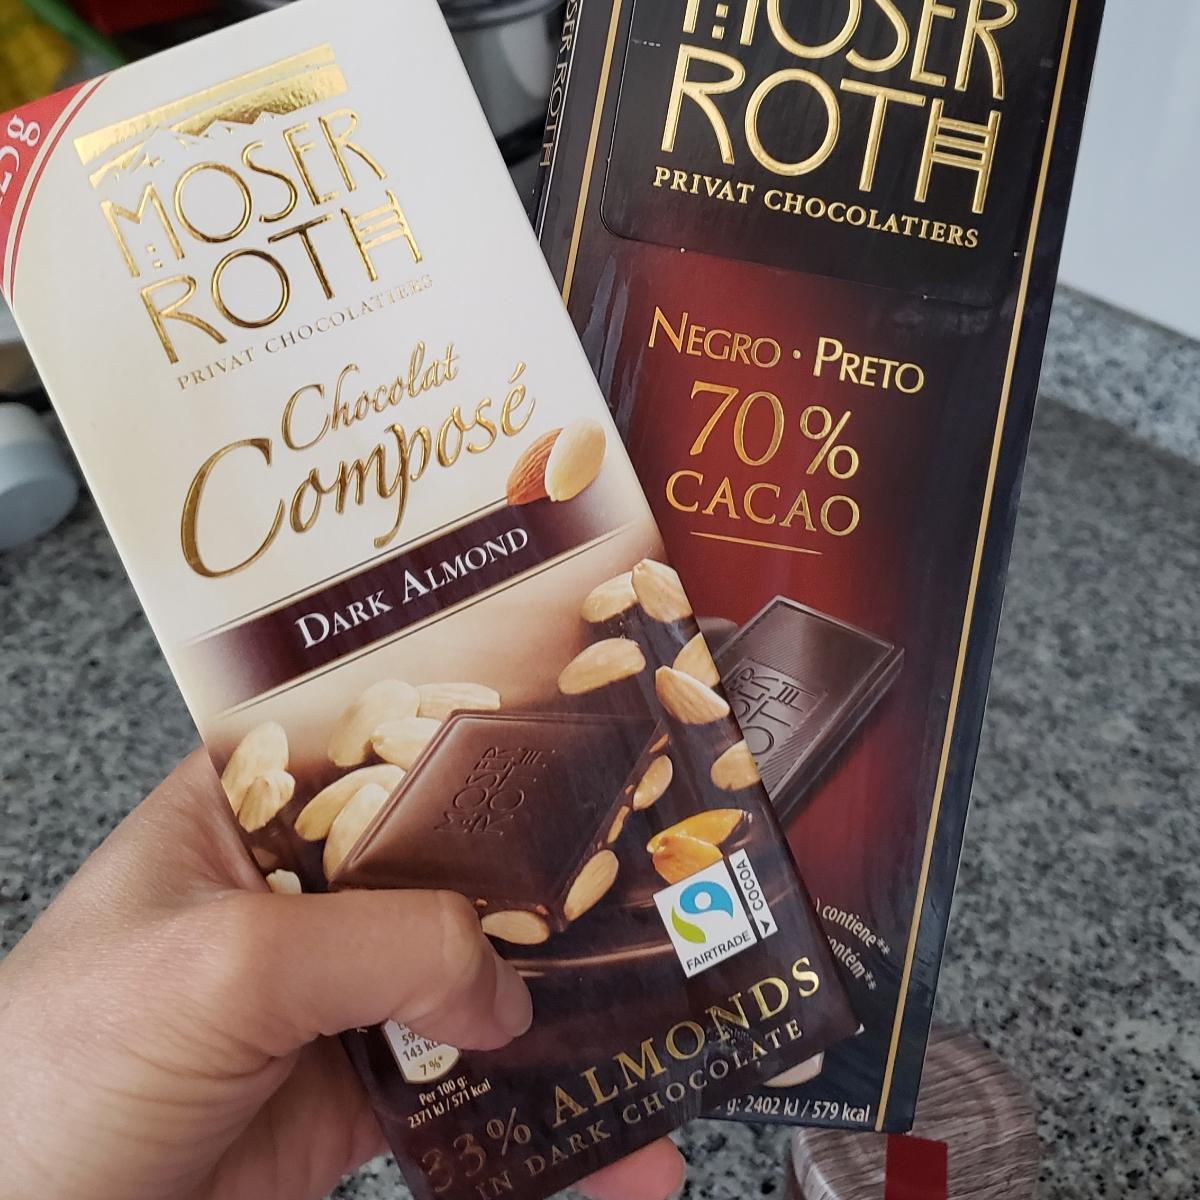 MOSER
ROTH
PRIVAT CHOCOLATIERS
Chocolat
Composé
DARK ALMOND
MOSER
ROTH
FAIRTRADE
COCOA
143
7%*
Per 100 g:
2371 kJ / 571 kcal
33% ALMONDS
IN DARK CHOCOLATE
MOSER ROTH
MOSER
ROTH
PRIVAT CHOCOLATIERS
NEGRO · PRETO
70%
CACAO
contiene**
g: 2402 kJ / 579 kcal